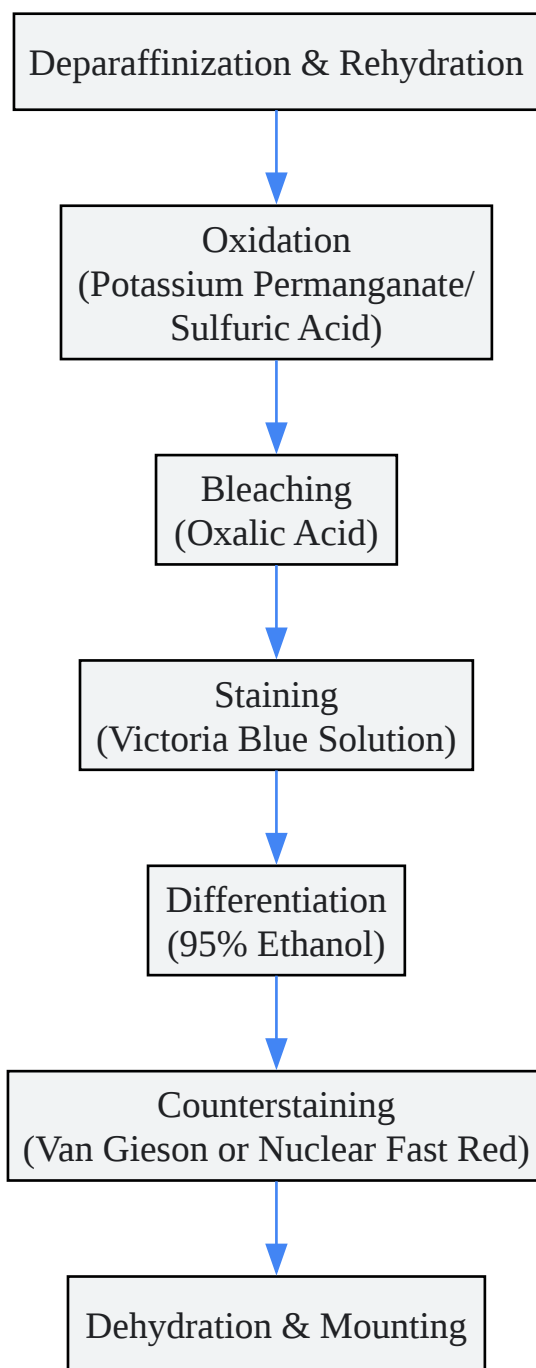 Deparaffinization & Rehydration
Oxidation
(Potassium Permanganate/
Sulfuric Acid)
Bleaching
(Oxalic Acid)
Staining
(Victoria Blue Solution)
Differentiation
(95% Ethanol)
Counterstaining
(Van Gieson or Nuclear Fast Red)
Dehydration & Mounting